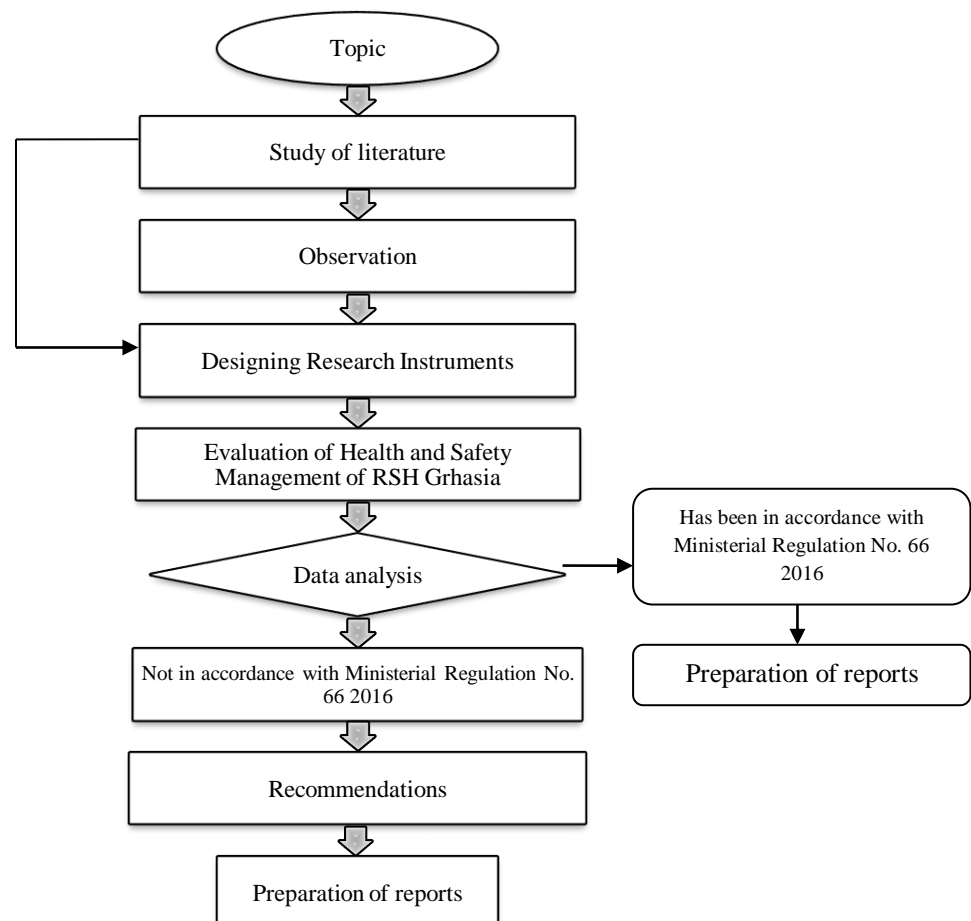 Topic
Study of literature
Observation
Designing Research Instruments
Evaluation of Health and Safety
Management of RSH Grhasia
Data analysis
Has been in accordance with
Ministerial Regulation No. 66
2016
Preparation of reports
Not in accordance with Ministerial Regulation No.
66 2016
Recommendations
Preparation of reports